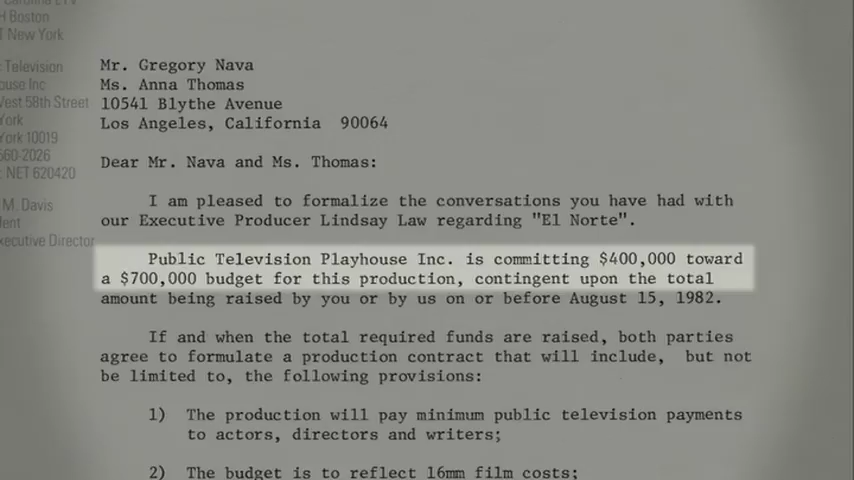 H Boston
New York
Television
Inc
West 58th Street
York
York 10019
560-2026
NET 620420
M. Davis
Executive Director
Mr. Gregory Nava
Ms. Anna Thomas
10541 Blythe Avenue
Los Angeles, California 90064
Dear Mr. Nava and Ms. Thomas:
I am pleased to formalize the conversations you have had with
our Executive Producer Lindsay Law regarding "El Norte".
Public Television Playhouse Inc. is committing $400,000 toward
a $700,000 budget for this production, contingent upon the total
amount being raised by you or by us on or before August 15, 1982.
If and when the total required funds are raised, both parties
agree to formulate a production contract that will include, but not
be limited to, the following provisions:
1) The production will pay minimum public television payments
to actors, directors and writers;
2) The budget is to reflect 16mm film costs;